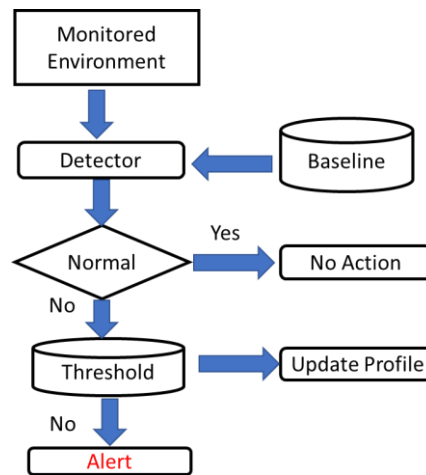 Monitored
Environment
Detector
Baseline
Yes
Normal
No Action
No
Threshold
Update Profile
No
Alert